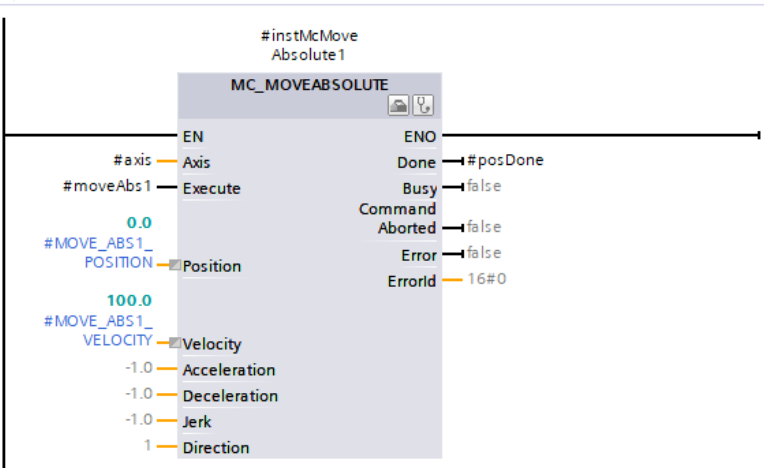 #instMcMove
Absolute1
MC_MOVEABSOLUTE
EN ENO
#axis Axis Done #posDone
#moveAbs1 Execute Busy false
Command
Aborted false
0.0
#MOVE_ABS1_
POSITION Position
Error false
ErrorId 16#0
100.0
#MOVE_ABS1_
VELOCITY Velocity
-1.0 Acceleration
-1.0 Deceleration
-1.0 Jerk
1 Direction